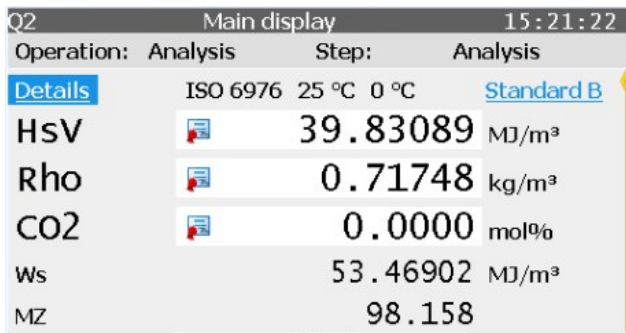 Q2 Main display 15:21:22
Operation: Analysis Step: Analysis
Details ISO 6976 25 °C 0 °C Standard B
HsV 39.83089 MJ/m³
Rho 0.71748 kg/m³
CO2 0.0000 mol%
Ws 53.46902 MJ/m³
MZ 98.158